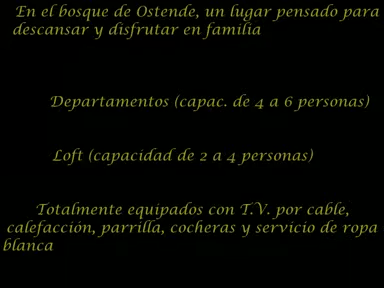 En el bosque de Ostende, un lugar pensado para
descansar y disfrutar en familia
Departamentos (capac. de 4 a 6 personas)
Loft (capacidad de 2 a 4 personas)
Totalmente equipados con T.V. por cable,
calefacción, parrilla, cocheras y servicio de ropa
blanca